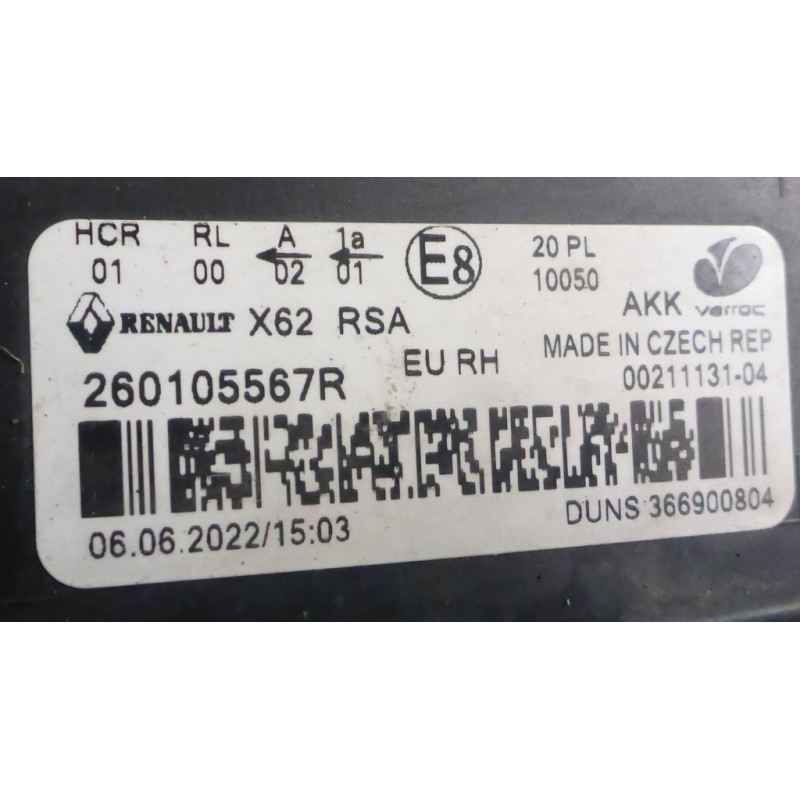 HCR RL A 1a
01 00 02 01
E8
20 PL
10050
AKK
varroc
RENAULT X62 RSA
EU RH
MADE IN CZECH REP
260105567R
00211131-04
06.06.2022/15:03
DUNS 366900804